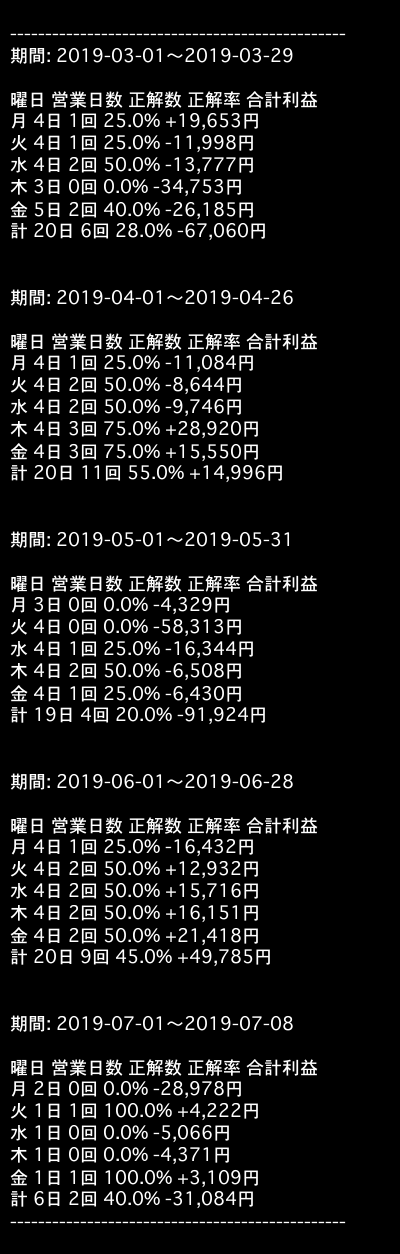 ------------------------------------------------
期間: 2019-03-01〜2019-03-29
曜日 営業日数 正解数 正解率 合計利益
月 4日 1回 25.0% +19,653円
火 4日 1回 25.0% -11,998円
水 4日 2回 50.0% -13,777円
木 3日 0回 0.0% -34,753円
金 5日 2回 40.0% -26,185円
計 20日 6回 28.0% -67,060円
期間: 2019-04-01〜2019-04-26
曜日 営業日数 正解数 正解率 合計利益
月 4日 1回 25.0% -11,084円
火 4日 2回 50.0% -8,644円
水 4日 2回 50.0% -9,746円
木 4日 3回 75.0% +28,920円
金 4日 3回 75.0% +15,550円
計 20日 11回 55.0% +14,996円
期間: 2019-05-01〜2019-05-31
曜日 営業日数 正解数 正解率 合計利益
月 3日 0回 0.0% -4,329円
火 4日 0回 0.0% -58,313円
水 4日 1回 25.0% -16,344円
木 4日 2回 50.0% -6,508円
金 4日 1回 25.0% -6,430円
計 19日 4回 20.0% -91,924円
期間: 2019-06-01〜2019-06-28
曜日 営業日数 正解数 正解率 合計利益
月 4日 1回 25.0% -16,432円
火 4日 2回 50.0% +12,932円
水 4日 2回 50.0% +15,716円
木 4日 2回 50.0% +16,151円
金 4日 2回 50.0% +21,418円
計 20日 9回 45.0% +49,785円
期間: 2019-07-01〜2019-07-08
曜日 営業日数 正解数 正解率 合計利益
月 2日 0回 0.0% -28,978円
火 1日 1回 100.0% +4,222円
水 1日 0回 0.0% -5,066円
木 1日 0回 0.0% -4,371円
金 1日 1回 100.0% +3,109円
計 6日 2回 40.0% -31,084円
------------------------------------------------